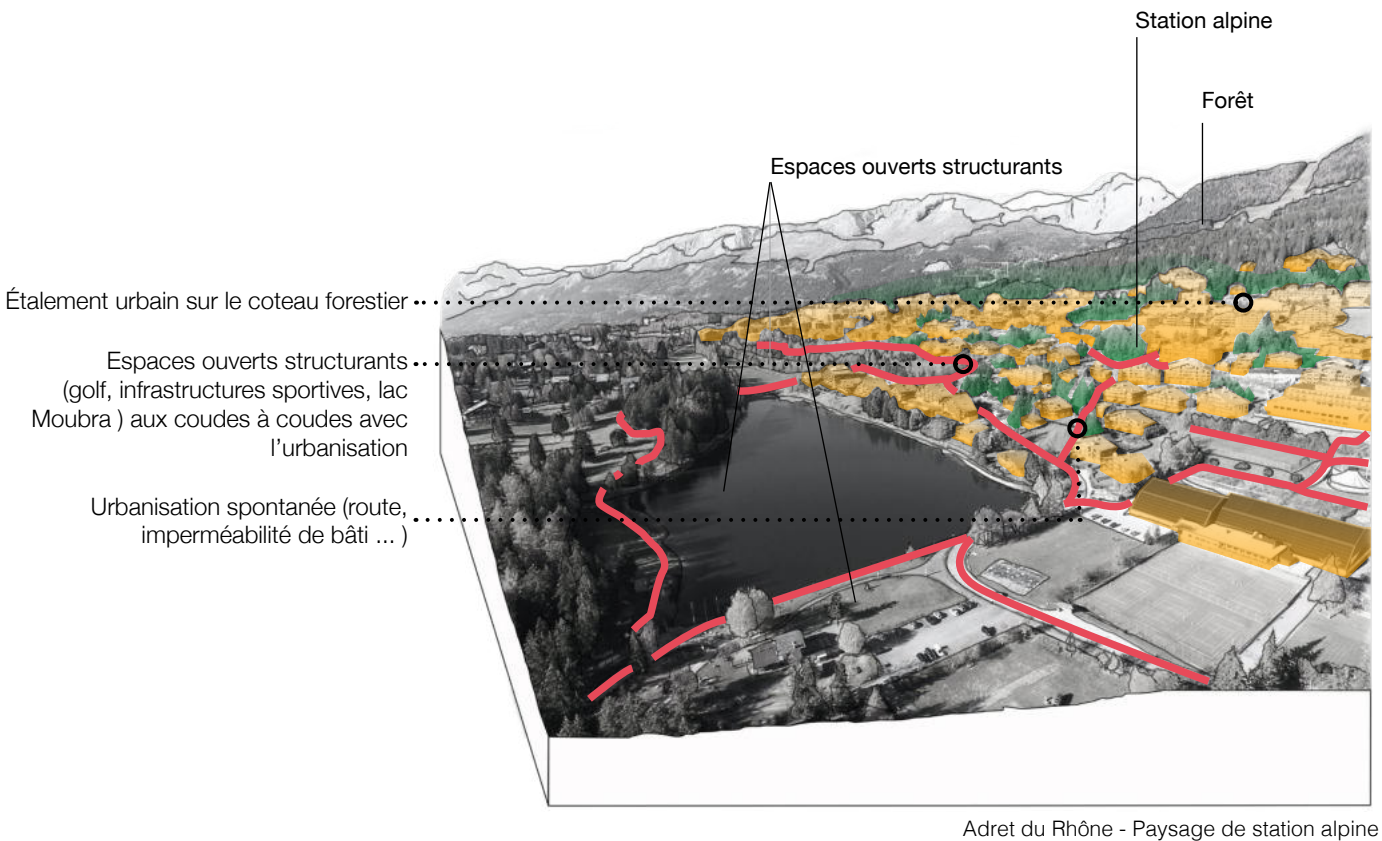 Station alpine
Forêt
Espaces ouverts structurants
Étalement urbain sur le coteau forestier
Espaces ouverts structurants
(golf, infrastructures sportives, lac
Moubra ) aux coudes à coudes avec
l'urbanisation
Urbanisation spontanée (route,
imperméabilité de bâti ... )
Adret du Rhône - Paysage de station alpine